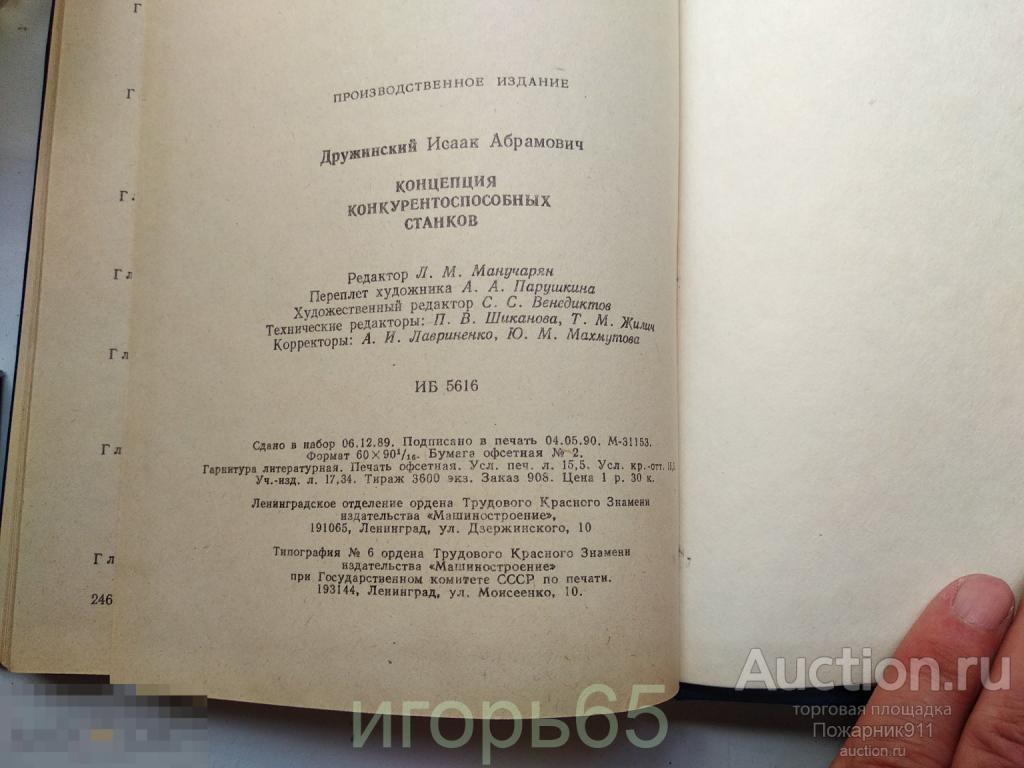 Г
Г
Г
Гл
Гл
Гл
Гл
246
ПРОИЗВОДСТВЕННОЕ ИЗДАНИЕ
Дружинский Исаак Абрамович
КОНЦЕПЦИЯ
КОНКУРЕНТОСПОСОБНЫХ
СТАНКОВ
Редактор Л. М. Манучарян
Переплет художника А. А. Парушкина
Художественный редактор С. С. Венедиктов
Технические редакторы: П. В. Шиканова, Т. М. Жилич
Корректоры: А. И. Лавриненко, Ю. М. Махмутова
ИБ 5616
Сдано в набор 06.12.89. Подписано в печать 04.05.90. М-31153.
Формат 60×90¹/₁₆. Бумага офсетная № 2.
Гарнитура литературная. Печать офсетная. Усл. печ. л. 15,5. Усл. кр.-отт.
Уч.-изд. л. 17,34. Тираж 3600 экз. Заказ 908. Цена 1 р. 30 к.
Ленинградское отделение ордена Трудового Красного Знамени
издательства «Машиностроение»,
191065, Ленинград, ул. Дзержинского, 10
Типография № 6 ордена Трудового Красного Знамени
издательства «Машиностроение»
при Государственном комитете СССР по печати.
193144, Ленинград, ул. Моисеенко, 10.
игорь65
Auction.ru
торговая площадка
Пожарник911
auction.ru